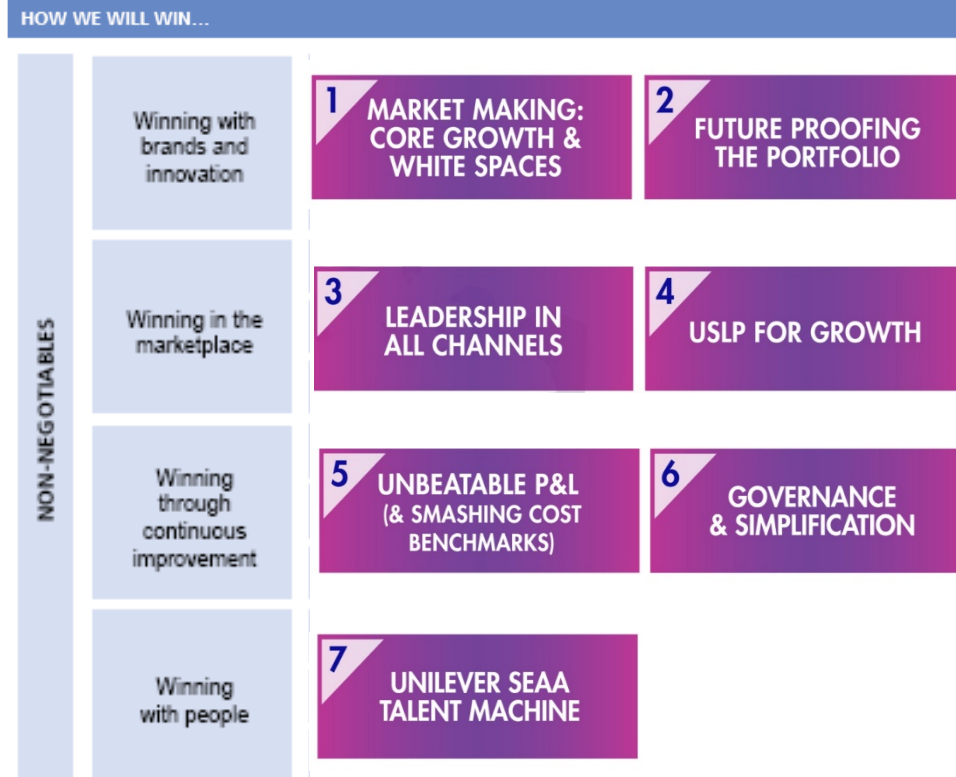 HOW WE WILL WIN...
NON-NEGOTIABLES
Winning with
brands and
innovation
1
MARKET MAKING:
CORE GROWTH &
WHITE SPACES
2
FUTURE PROOFING
THE PORTFOLIO
Winning in the
marketplace
3
LEADERSHIP IN
ALL CHANNELS
4
USLP FOR GROWTH
Winning
through
continuous
improvement
5
UNBEATABLE P&L
(& SMASHING COST
BENCHMARKS)
6
GOVERNANCE
& SIMPLIFICATION
Winning
with people
7
UNILEVER SEAA
TALENT MACHINE